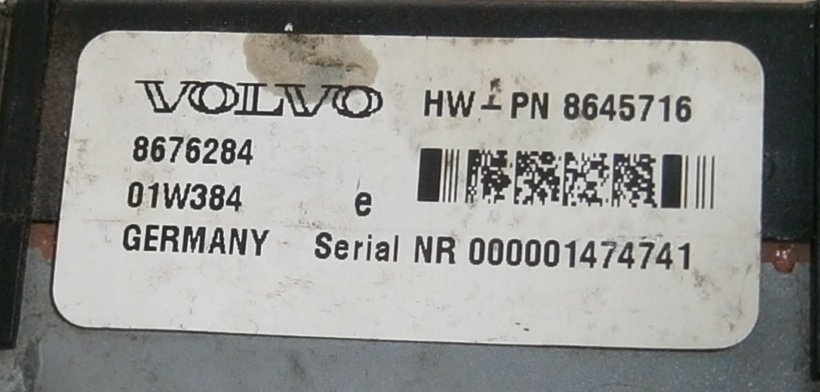 VOLVO HW-PN 8645716
8676284
01W384 e
GERMANY Serial NR 000001474741